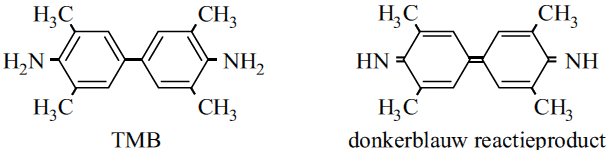 H₃C CH₃ H₃C CH₃
H₂N NH₂ HN NH
H₃C CH₃ H₃C CH₃
TMB donkerblauw reactieproduct